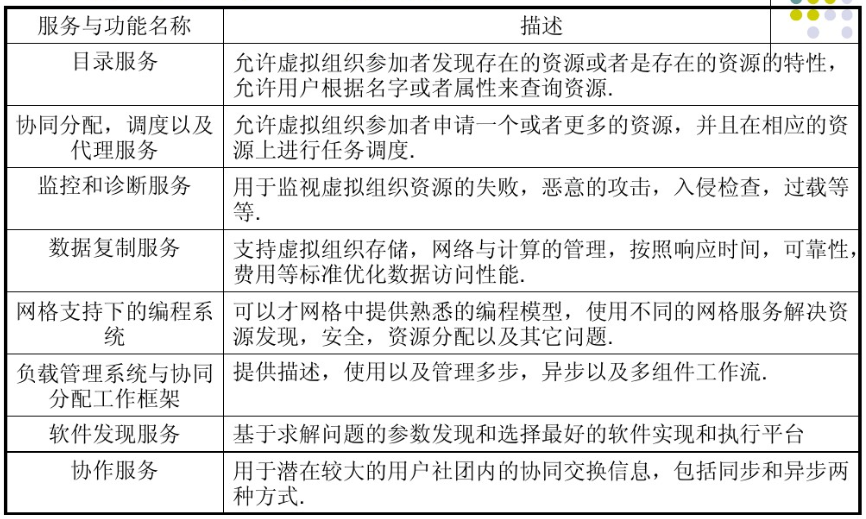 服务与功能名称 描述
目录服务 允许虚拟组织参加者发现存在的资源或者是存在的资源的特性，
允许用户根据名字或者属性来查询资源.
协同分配，调度以及 允许虚拟组织参加者申请一个或者更多的资源，并且在相应的资
代理服务 源上进行任务调度.
监控和诊断服务 用于监视虚拟组织资源的失败，恶意的攻击，入侵检查，过载等
等.
数据复制服务 支持虚拟组织存储，网络与计算的管理，按照响应时间，可靠性，
费用等标准优化数据访问性能.
网格支持下的编程系 可以才网格中提供熟悉的编程模型，使用不同的网格服务解决资
统 源发现，安全，资源分配以及其它问题.
负载管理系统与协同 提供描述，使用以及管理多步，异步以及多组件工作流.
分配工作框架
软件发现服务 基于求解问题的参数发现和选择最好的软件实现和执行平台
协作服务 用于潜在较大的用户社团内的协同交换信息，包括同步和异步两
种方式.